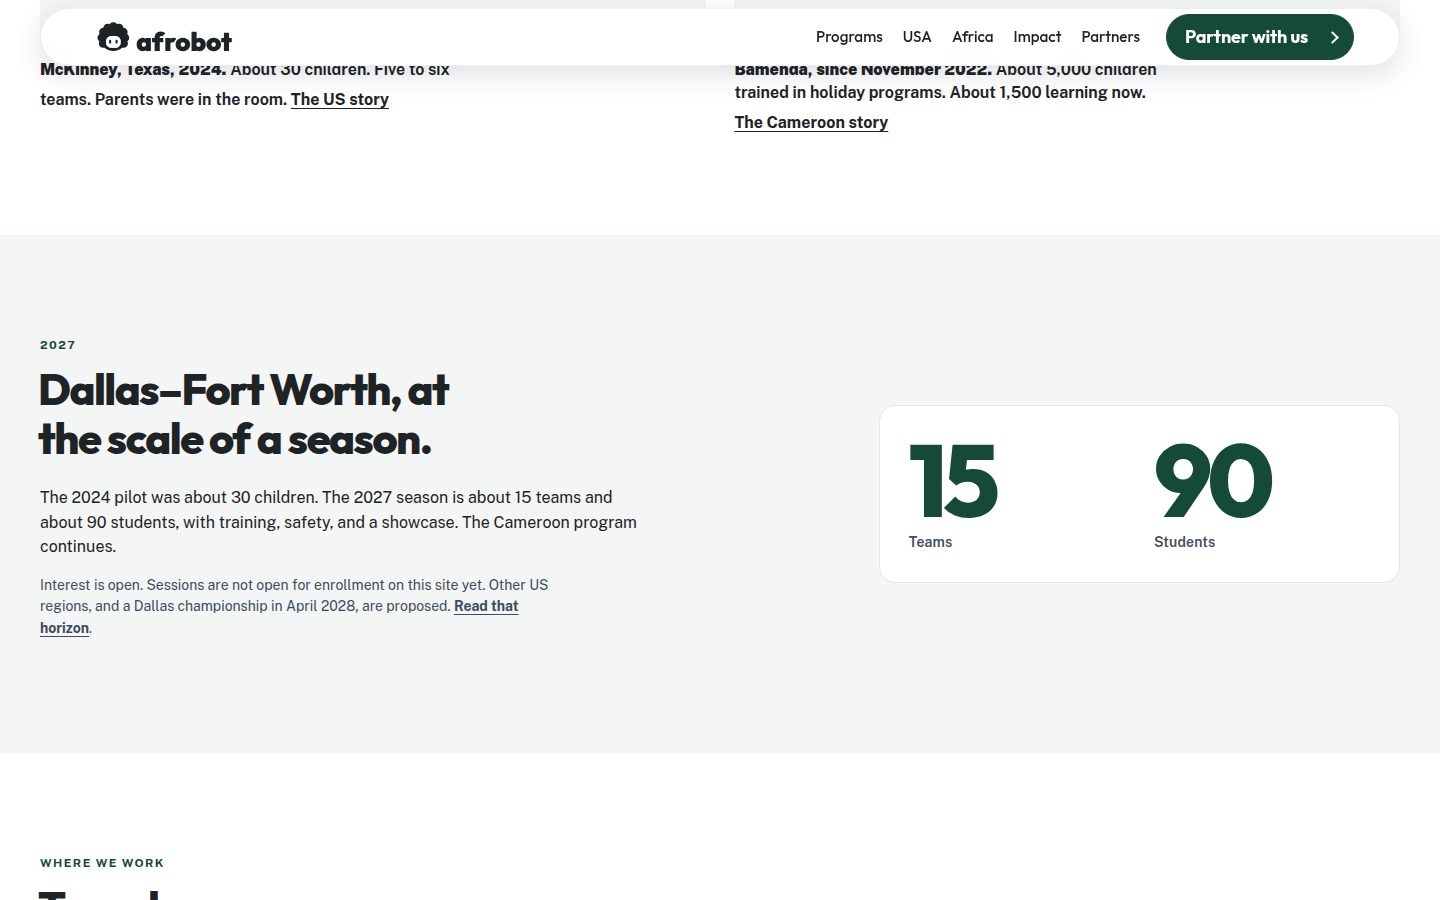 afrobot
Programs USA Africa Impact Partners Partner with us
McKinney, Texas, 2024. About 30 children. Five to six
teams. Parents were in the room. The US story
Bamenda, since November 2022. About 5,000 children
trained in holiday programs. About 1,500 learning now.
The Cameroon story
2027
Dallas–Fort Worth, at
the scale of a season.
The 2024 pilot was about 30 children. The 2027 season is about 15 teams and
about 90 students, with training, safety, and a showcase. The Cameroon program
continues.
Interest is open. Sessions are not open for enrollment on this site yet. Other US
regions, and a Dallas championship in April 2028, are proposed. Read that
horizon.
15
Teams
90
Students
WHERE WE WORK